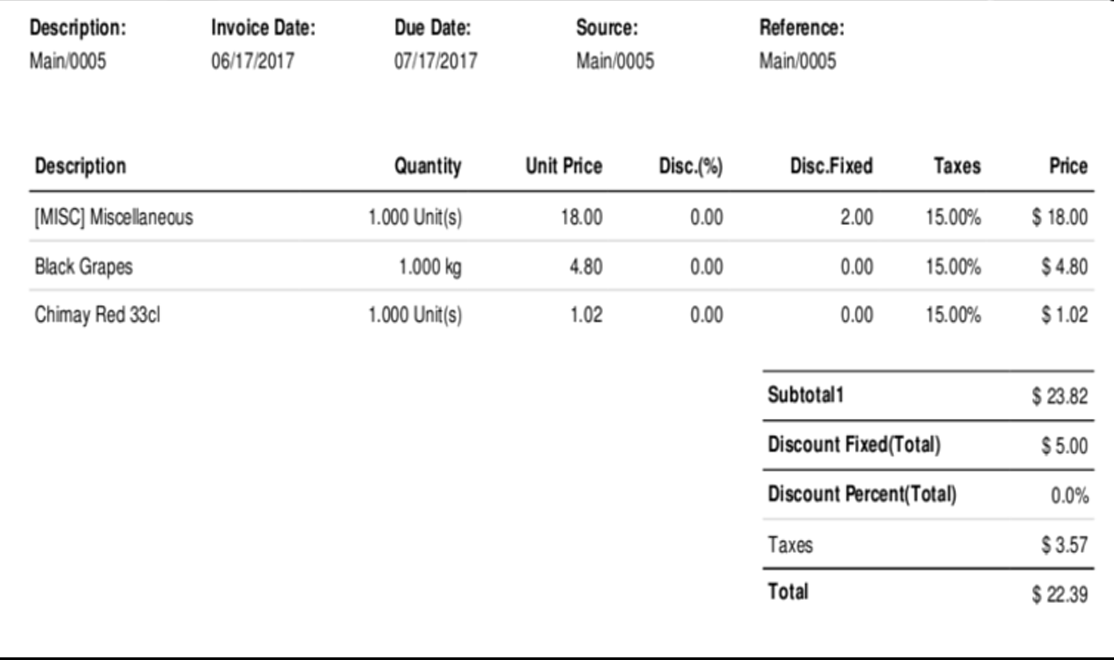 Description: Invoice Date: Due Date: Source: Reference:
Main/0005 06/17/2017 07/17/2017 Main/0005 Main/0005
Description Quantity Unit Price Disc.(%) Disc.Fixed Taxes Price
[MISC] Miscellaneous 1.000 Unit(s) 18.00 0.00 2.00 15.00% $ 18.00
Black Grapes 1.000 kg 4.80 0.00 0.00 15.00% $ 4.80
Chimay Red 33cl 1.000 Unit(s) 1.02 0.00 0.00 15.00% $ 1.02
Subtotal1 $ 23.82
Discount Fixed(Total) $ 5.00
Discount Percent(Total) 0.0%
Taxes $ 3.57
Total $ 22.39